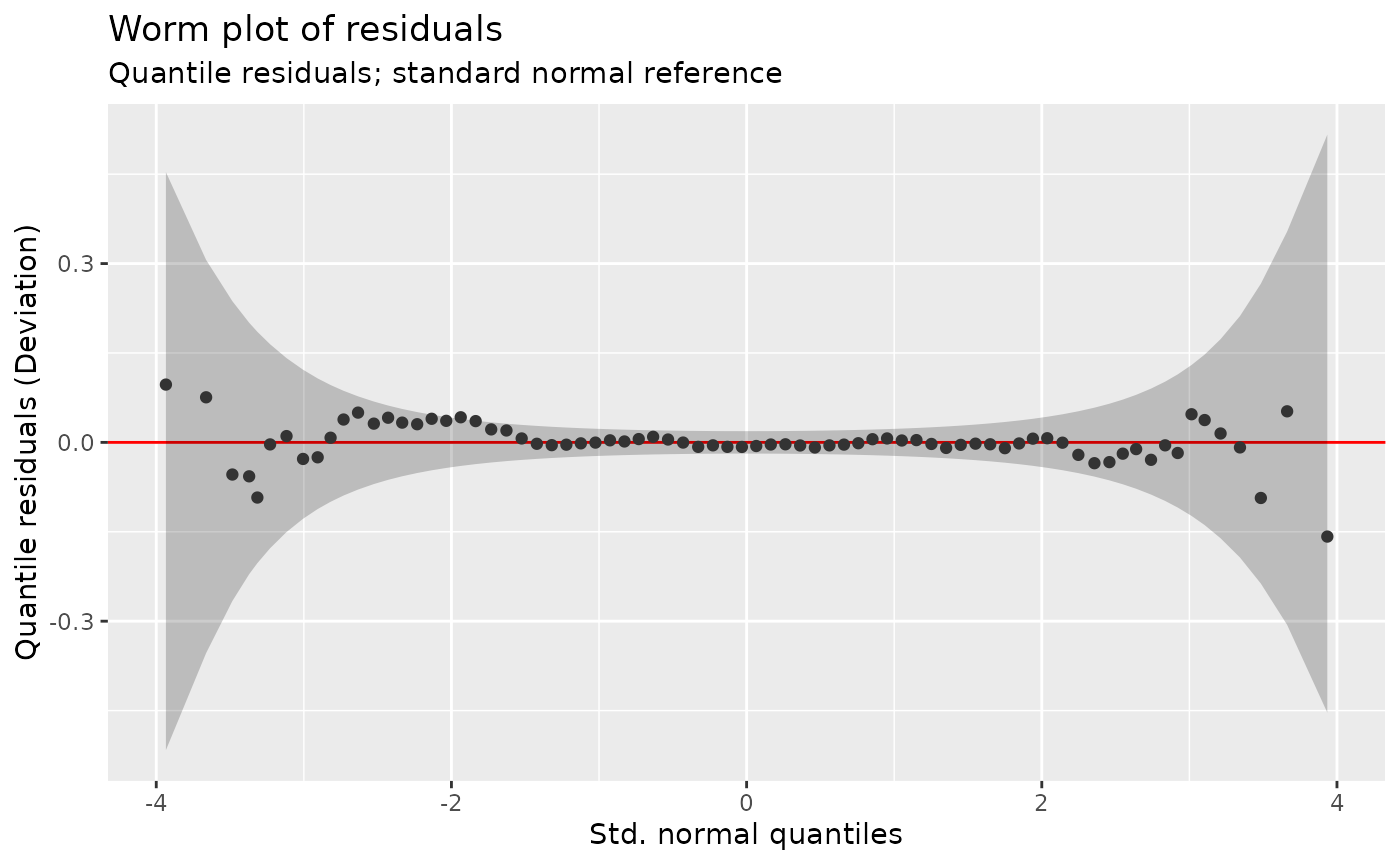 Worm plot of residuals
Quantile residuals; standard normal reference
Quantile residuals (Deviation)
0.3
0.0
-0.3
-4
-2
0
2
4
Std. normal quantiles